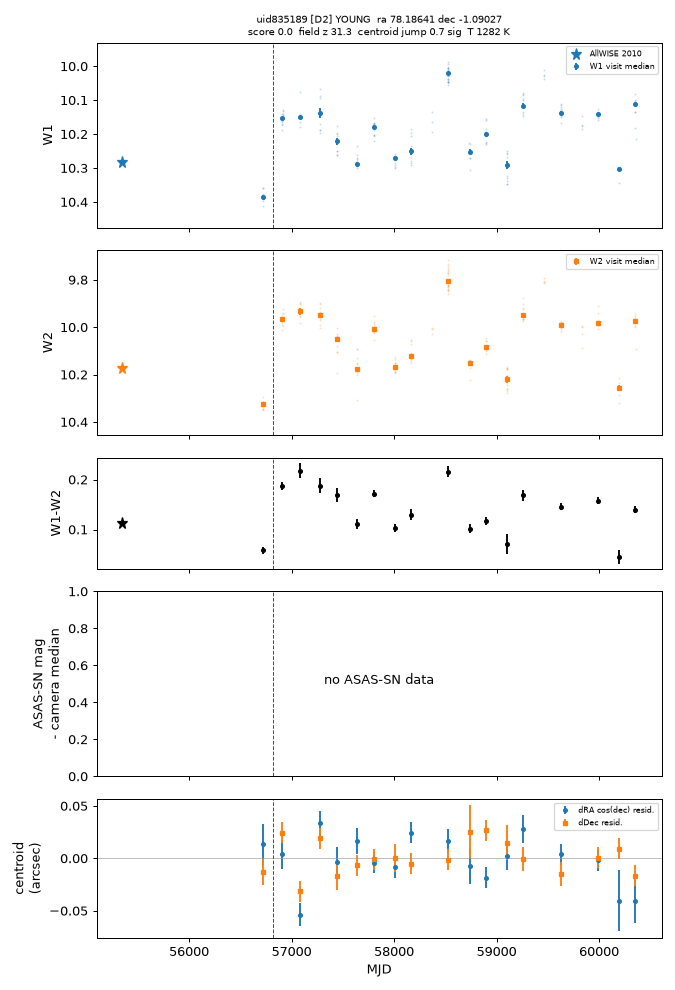 uid835189 [D2] YOUNG  ra 78.18641 dec -1.09027
score 0.0  field z 31.3  centroid jump 0.7 sig  T 1282 K
W1
10.0
10.1
10.2
10.3
10.4
AllWISE 2010
W1 visit median
W2
9.8
10.0
10.2
10.4
W2 visit median
W1-W2
0.2
0.1
ASAS-SN mag
- camera median
1.0
0.8
0.6
0.4
0.2
0.0
no ASAS-SN data
centroid
(arcsec)
0.05
0.00
−0.05
dRA cos(dec) resid.
dDec resid.
56000
57000
58000
59000
60000
MJD